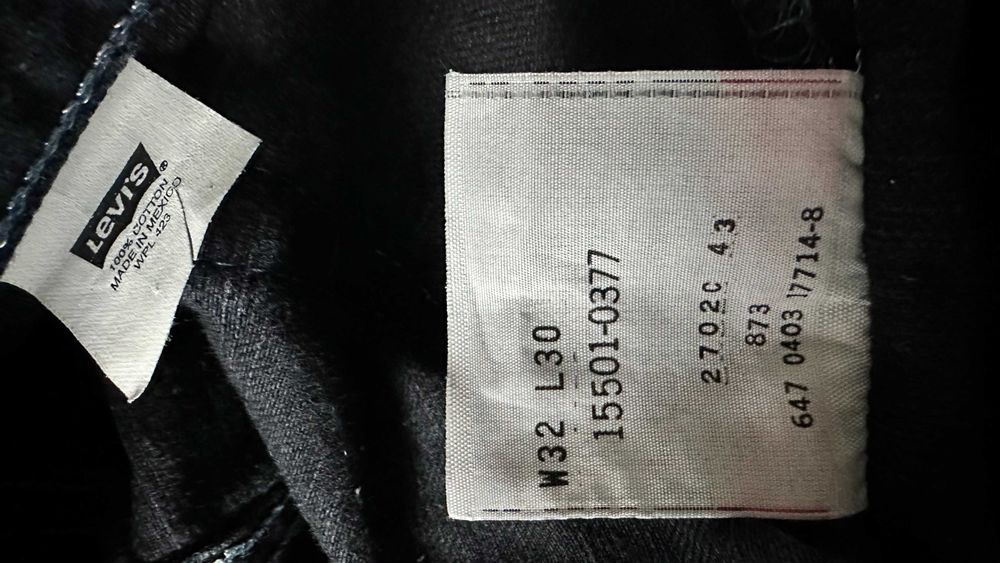 LEVI'S®
100% COTTON
MADE IN MEXICO
WPL 423
W32 L30
15501-0377
2702C 43
873
647 0403 17714-8